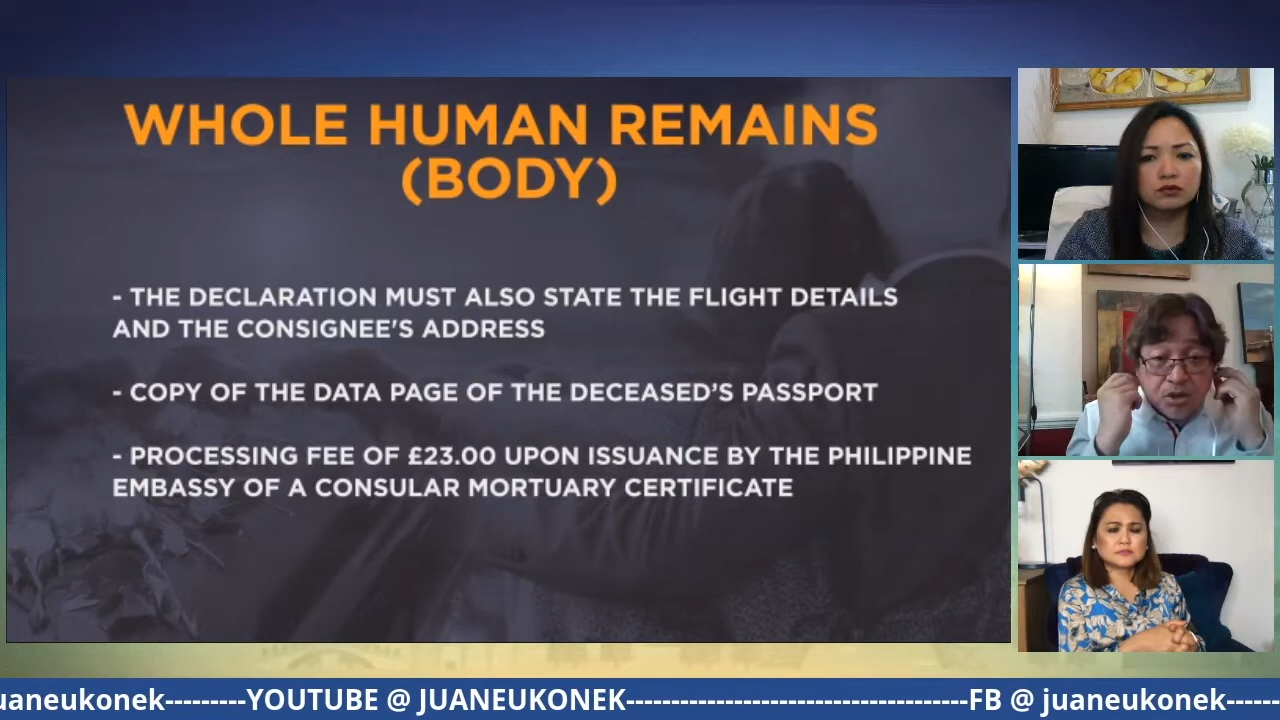 WHOLE HUMAN REMAINS
(BODY)
- THE DECLARATION MUST ALSO STATE THE FLIGHT DETAILS
AND THE CONSIGNEE'S ADDRESS
- COPY OF THE DATA PAGE OF THE DECEASED’S PASSPORT
- PROCESSING FEE OF £23.00 UPON ISSUANCE BY THE PHILIPPINE
EMBASSY OF A CONSULAR MORTUARY CERTIFICATE
uaneukonek---------YOUTUBE @ JUANEUKONEK--------------------------------------FB @ juaneukonek------